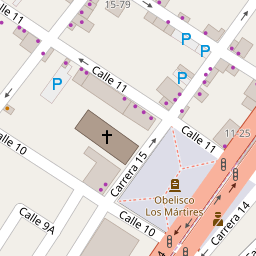 15-79
Calle 11
P
P
Calle 11
P
P
Calle 11
11-25
Calle 10
Carrera 15
Obelisco
Los Mártires
Calle 10
Carrera 14
Calle 9A